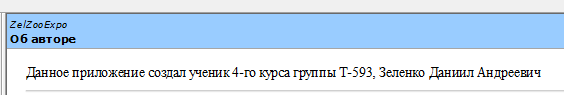 ZelZooExpo
Об авторе
Данное приложение создал ученик 4-го курса группы Т-593, Зеленко Даниил Андреевич